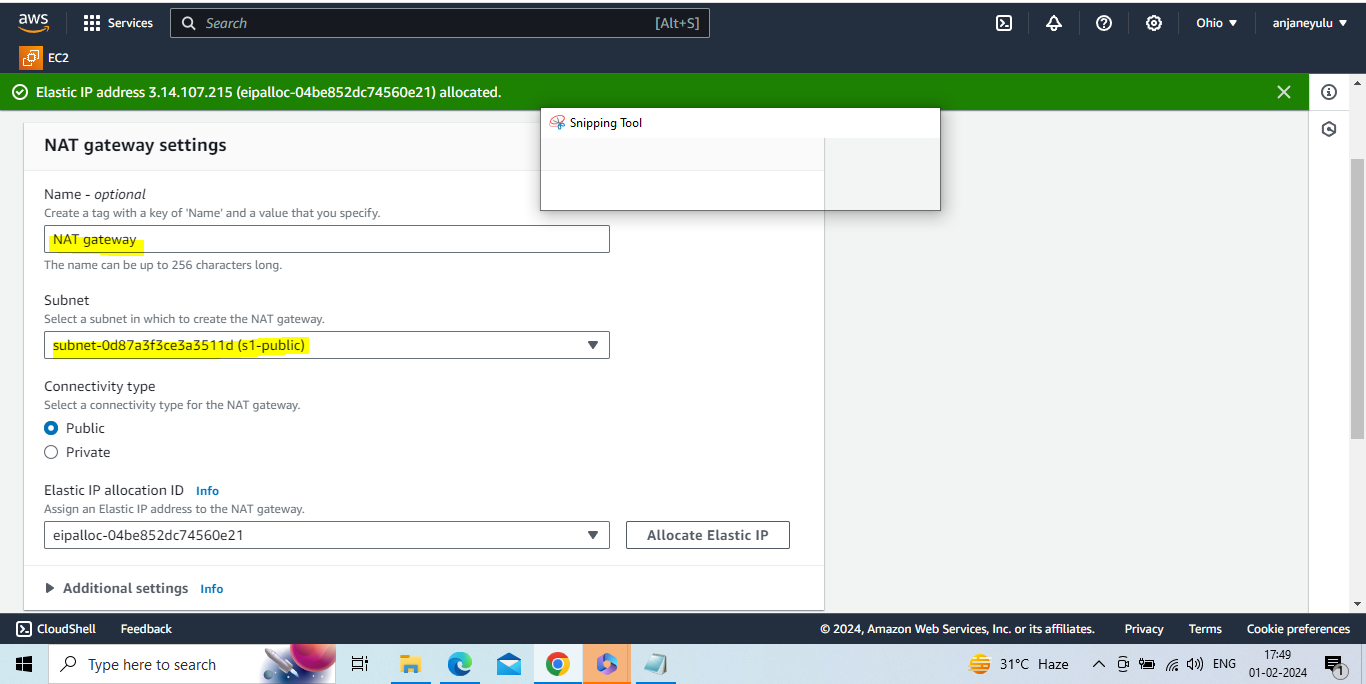 aws Services Search [Alt+S] Ohio anjaneyulu
EC2
Elastic IP address 3.14.107.215 (eipalloc-04be852dc74560e21) allocated.
Snipping Tool
NAT gateway settings
Name - optional
Create a tag with a key of 'Name' and a value that you specify.
NAT gateway
The name can be up to 256 characters long.
Subnet
Select a subnet in which to create the NAT gateway.
subnet-0d87a3f3ce3a3511d (s1-public)
Connectivity type
Select a connectivity type for the NAT gateway.
Public
Private
Elastic IP allocation ID Info
Assign an Elastic IP address to the NAT gateway.
eipalloc-04be852dc74560e21 Allocate Elastic IP
Additional settings Info
CloudShell Feedback © 2024, Amazon Web Services, Inc. or its affiliates. Privacy Terms Cookie preferences
Type here to search 31°C Haze ENG 17:49
01-02-2024 1